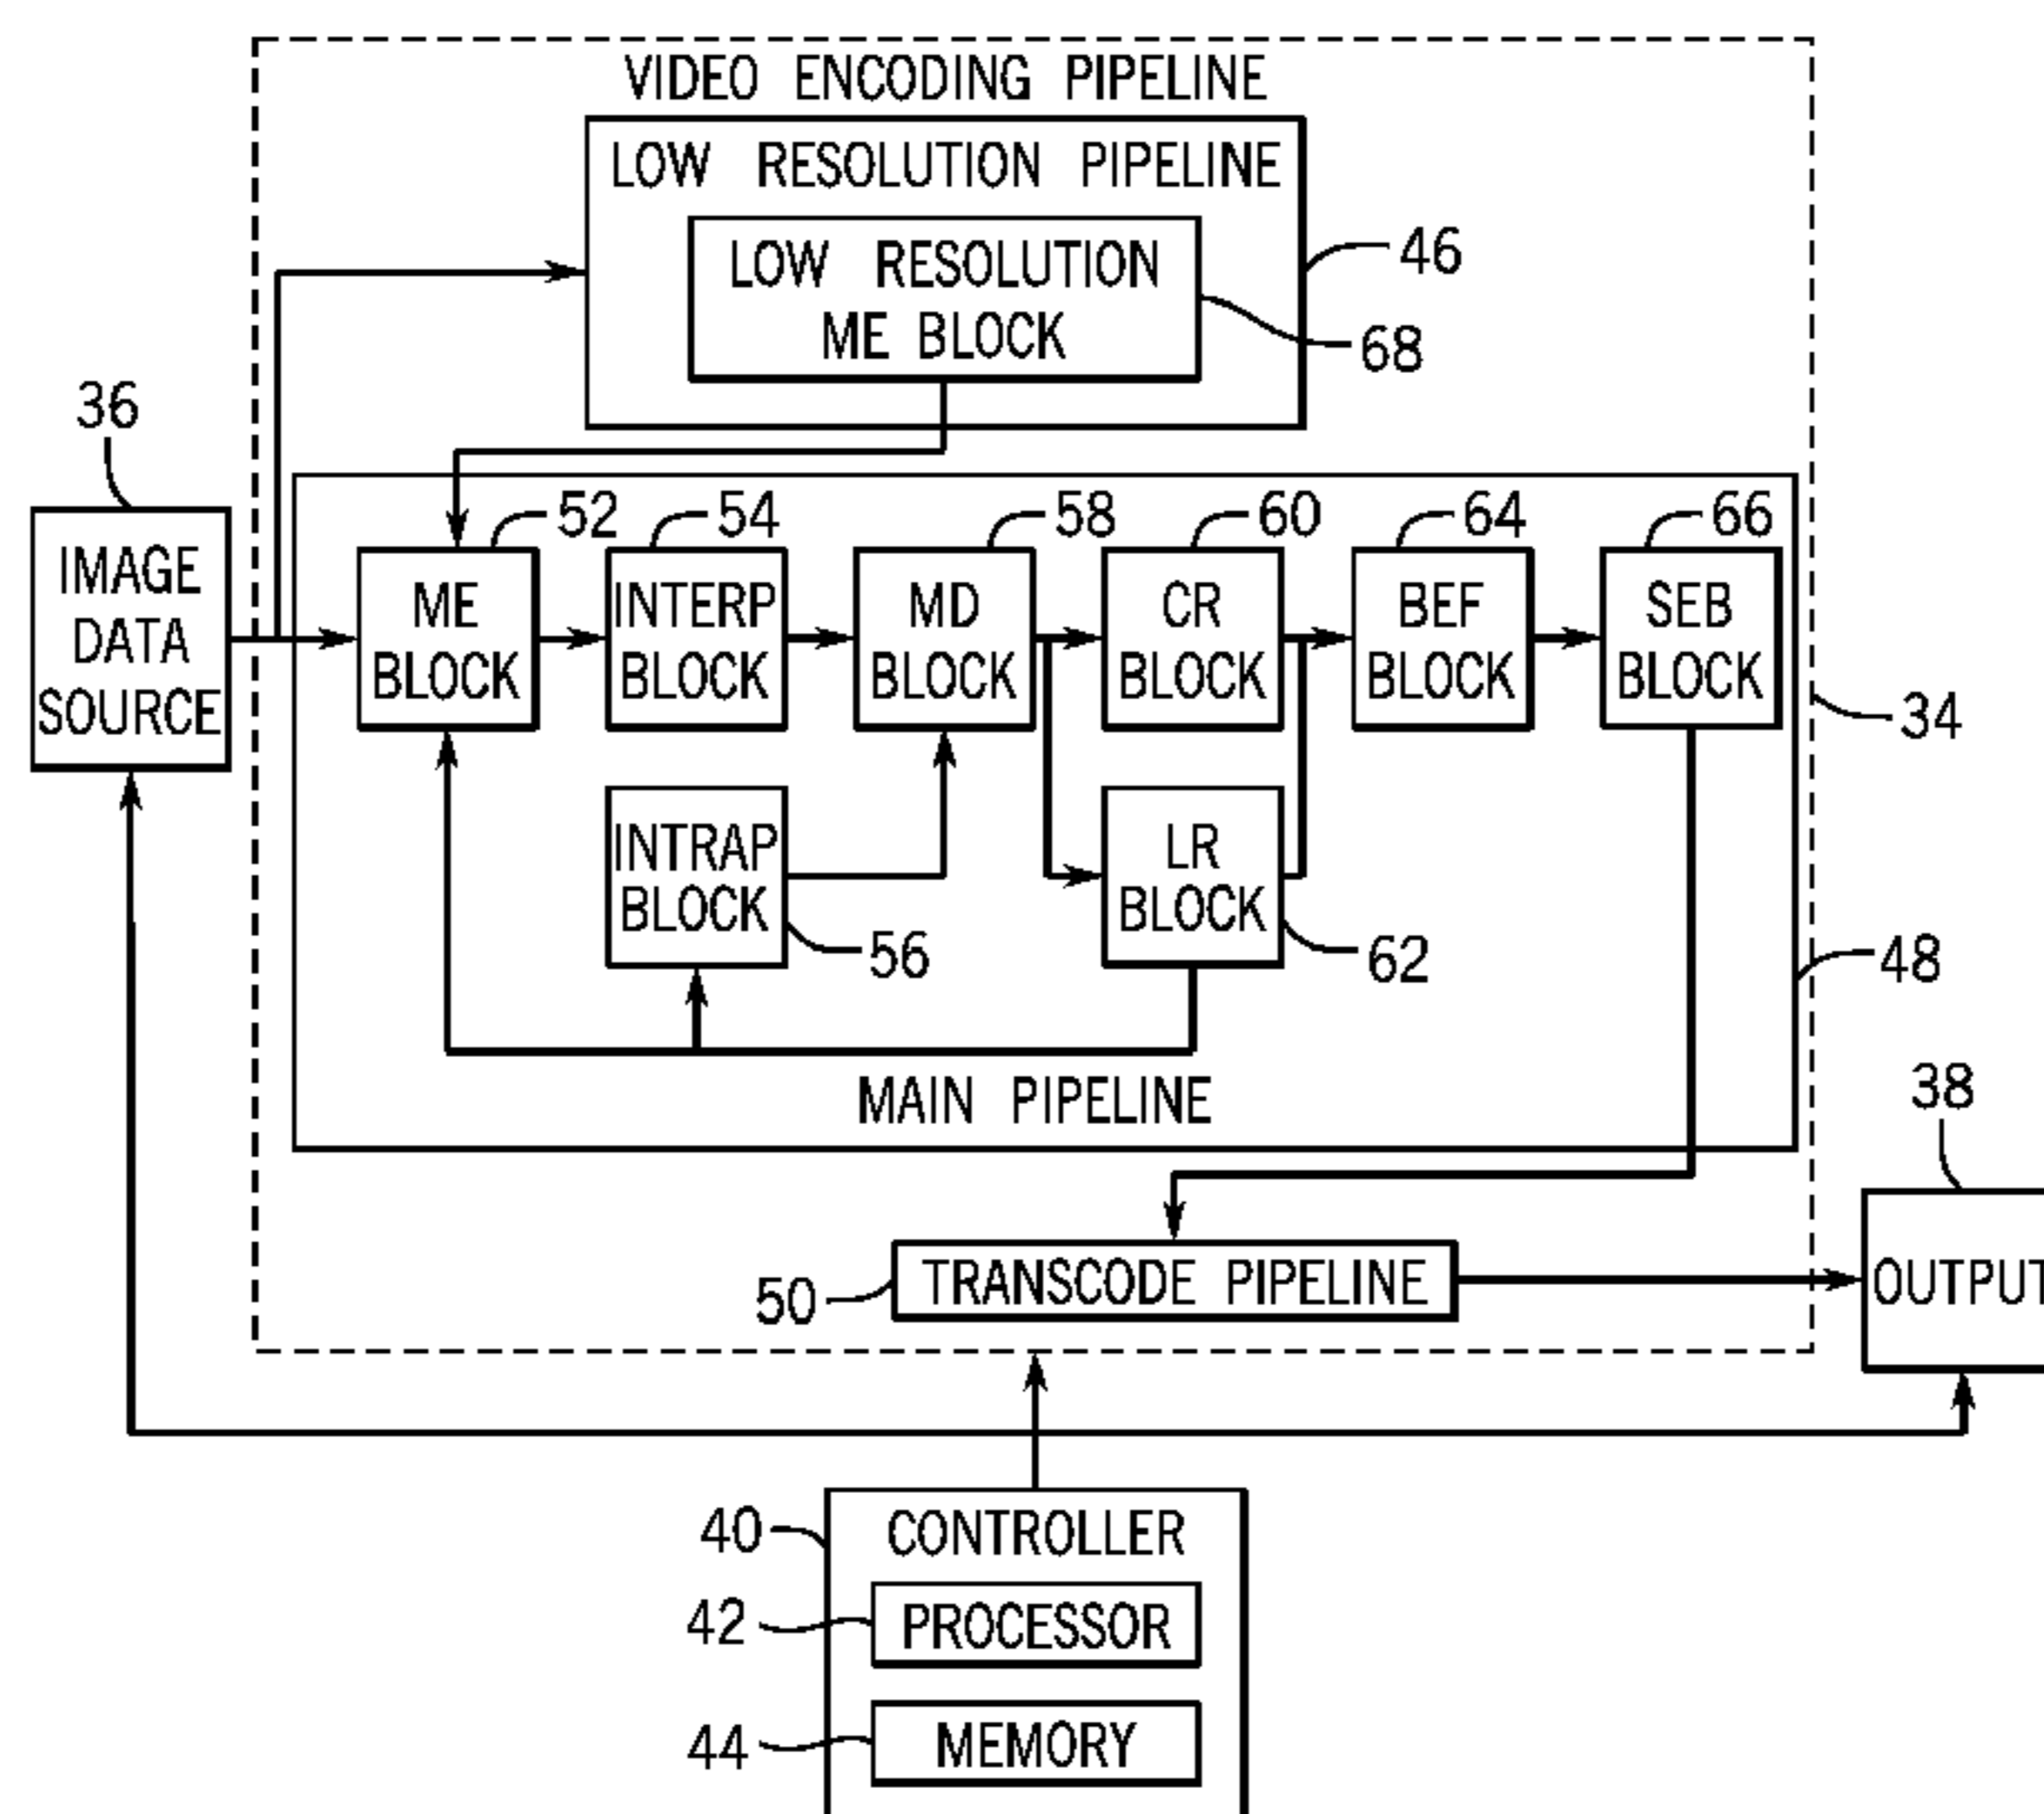 VIDEO ENCODING PIPELINE
LOW RESOLUTION PIPELINE
LOW RESOLUTION
ME BLOCK
46
68
36
IMAGE
DATA
SOURCE
52
54
58
60
64
66
ME
BLOCK
INTERP
BLOCK
MD
BLOCK
CR
BLOCK
BEF
BLOCK
SEB
BLOCK
34
INTRAP
BLOCK
56
LR
BLOCK
62
48
MAIN PIPELINE
38
50
TRANSCODE PIPELINE
OUTPUT
40
CONTROLLER
42
PROCESSOR
44
MEMORY